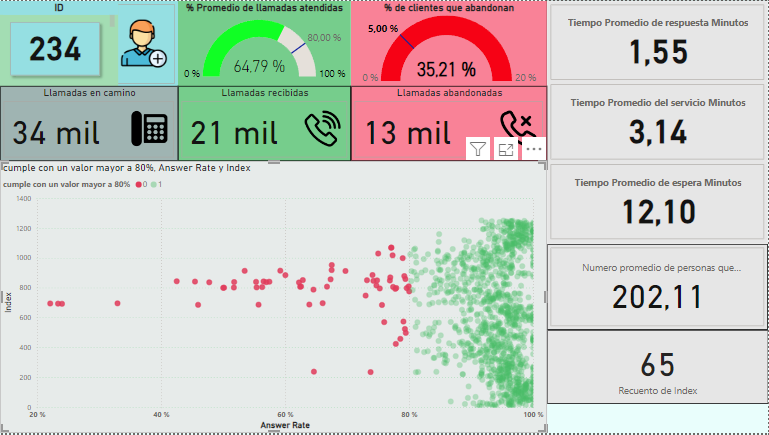 ID
234
% Promedio de llamadas atendidas
80,00 %
64,79 %
0 %
100 %
% de clientes que abandonan
5,00 %
35,21 %
0 %
20 %
Tiempo Promedio de respuesta Minutos
1,55
Llamadas en camino
34 mil
Llamadas recibidas
21 mil
Llamadas abandonadas
13 mil
Tiempo Promedio del servicio Minutos
3,14
Tiempo Promedio de espera Minutos
12,10
Numero promedio de personas que...
202,11
65
Recuento de Index
cumple con un valor mayor a 80%, Answer Rate y Index
cumple con un valor mayor a 80% 0 1
1400
1200
1000
800
600
400
200
0
Index
20 %
40 %
60 %
80 %
100 %
Answer Rate